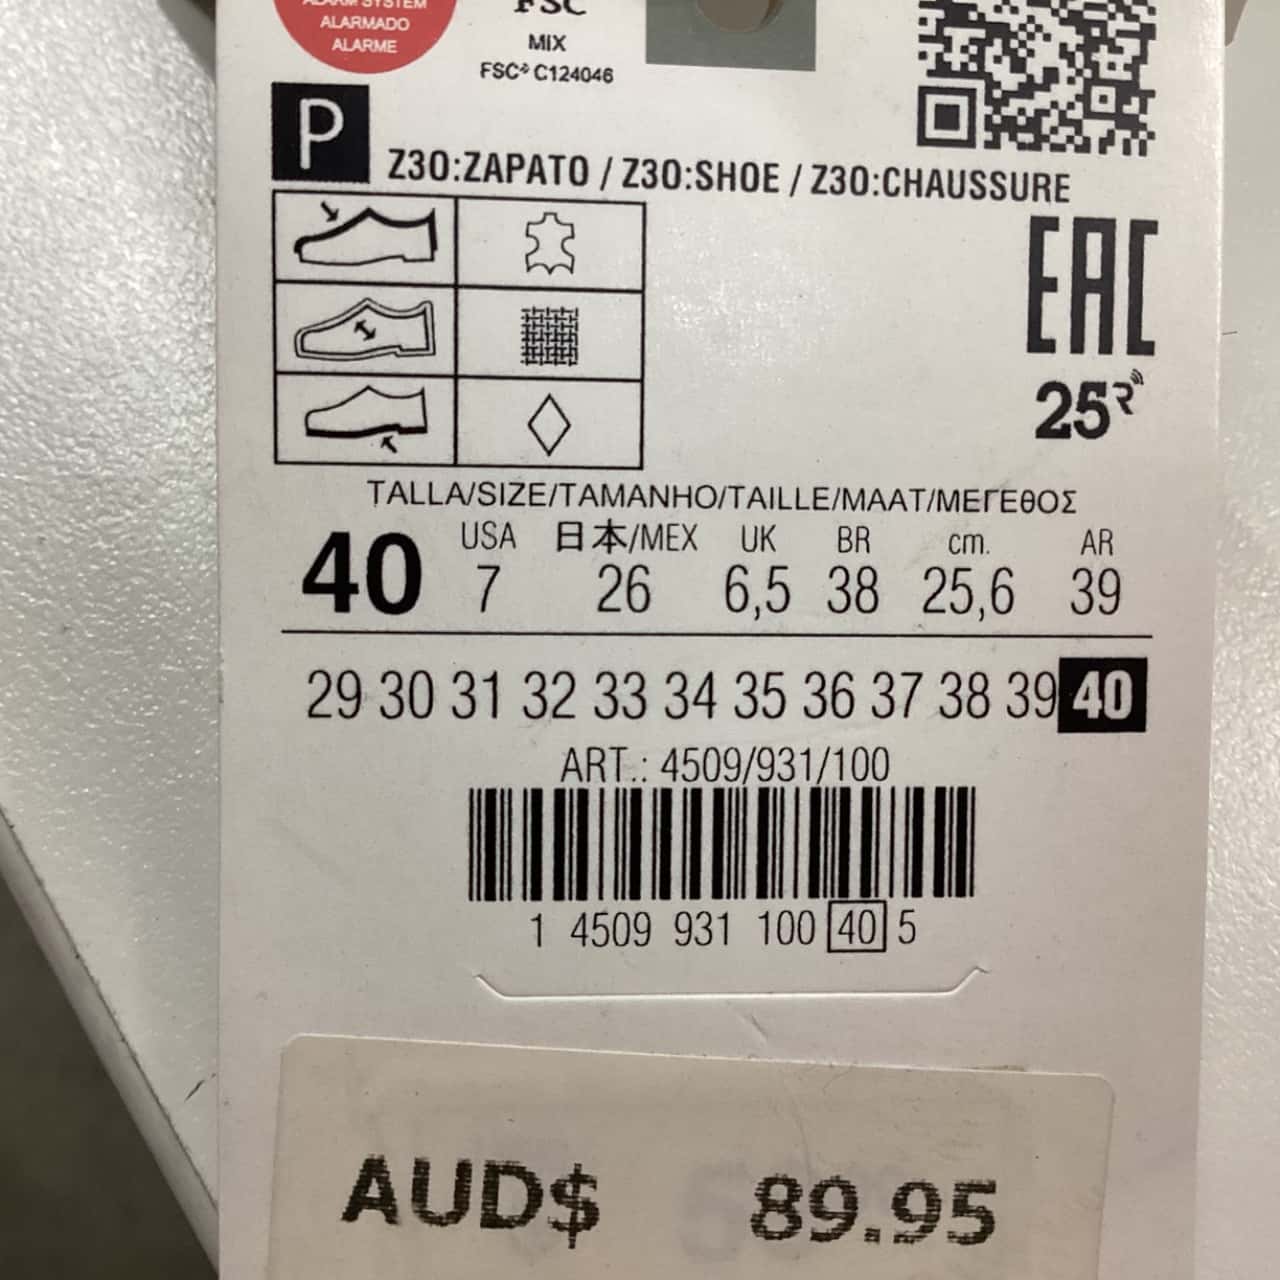 ALARM SYSTEM
ALARMADO
ALARME
FSC
MIX
FSC® C124046
P
Z30:ZAPATO / Z30:SHOE / Z30:CHAUSSURE
EAC
25
TALLA/SIZE/TAMANHO/TAILLE/MAAT/ΜΕΓΕΘΟΣ
USA 日本/MEX UK BR cm. AR
40 7 26 6,5 38 25,6 39
29 30 31 32 33 34 35 36 37 38 39 40
ART.: 4509/931/100
1 4509 931 100 40 5
AUD$ 89.95